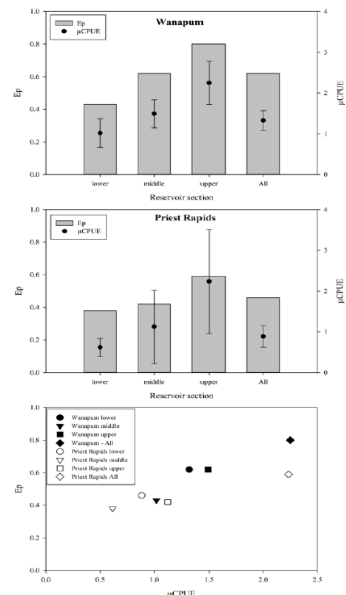 Wanapum
Ep
µCPUE
Ep
µCPUE
1.0
0.8
0.6
0.4
0.2
0.0
4
3
2
1
0
lower middle upper All
Reservoir section
Priest Rapids
Ep
µCPUE
Ep
µCPUE
1.0
0.8
0.6
0.4
0.2
0.0
4
3
2
1
0
lower middle upper All
Reservoir section
Wanapum lower
Wanapum middle
Wanapum upper
Wanapum - All
Priest Rapids lower
Priest Rapids middle
Priest Rapids upper
Priest Rapids All
Ep
1.0
0.8
0.6
0.4
0.2
0.0
0.0 0.5 1.0 1.5 2.0 2.5
µCPUE